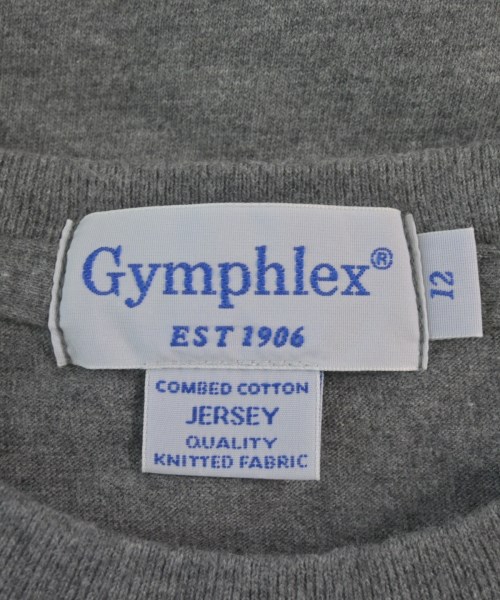 Gymphlex®
EST 1906
12
COMBED COTTON
JERSEY
QUALITY
KNITTED FABRIC